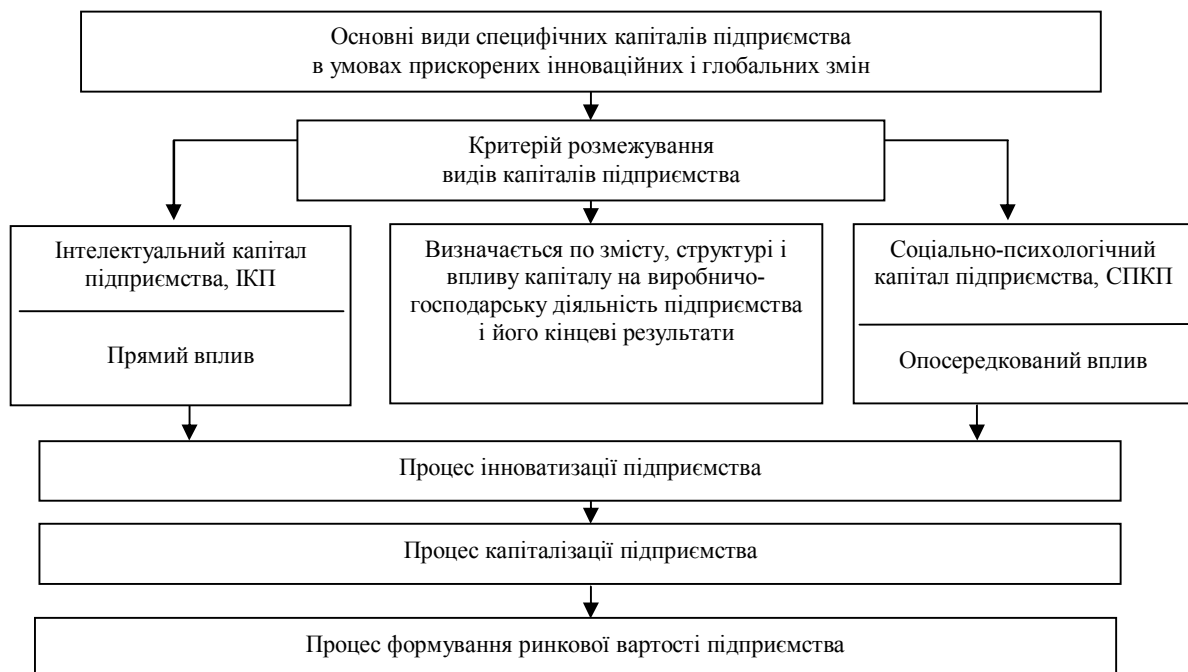 Основні види специфічних капіталів підприємства
в умовах прискорених інноваційних і глобальних змін
Критерій розмежування
видів капіталів підприємства
Інтелектуальний капітал
підприємства, ІКП
Прямий вплив
Визначається по змісту, структурі і
впливу капіталу на виробничо-
господарську діяльність підприємства
і його кінцеві результати
Соціально-психологічний
капітал підприємства, СПКП
Опосередкований вплив
Процес інноватизації підприємства
Процес капіталізації підприємства
Процес формування ринкової вартості підприємства